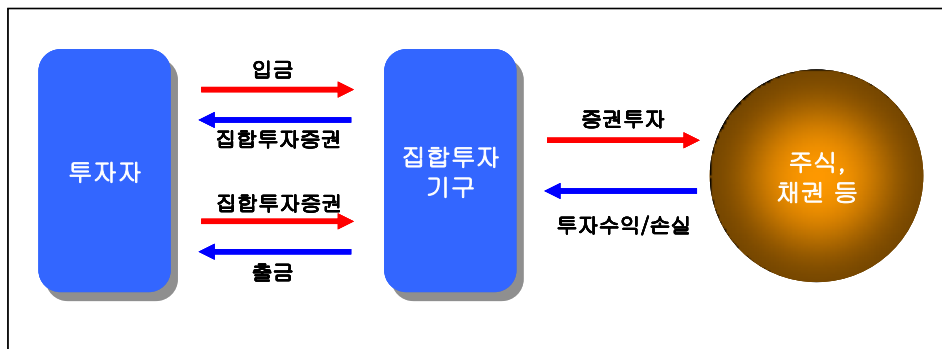 투자자
입금
집합투자증권
집합투자증권
출금
집합투자
기구
증권투자
투자수익/손실
주식,
채권 등